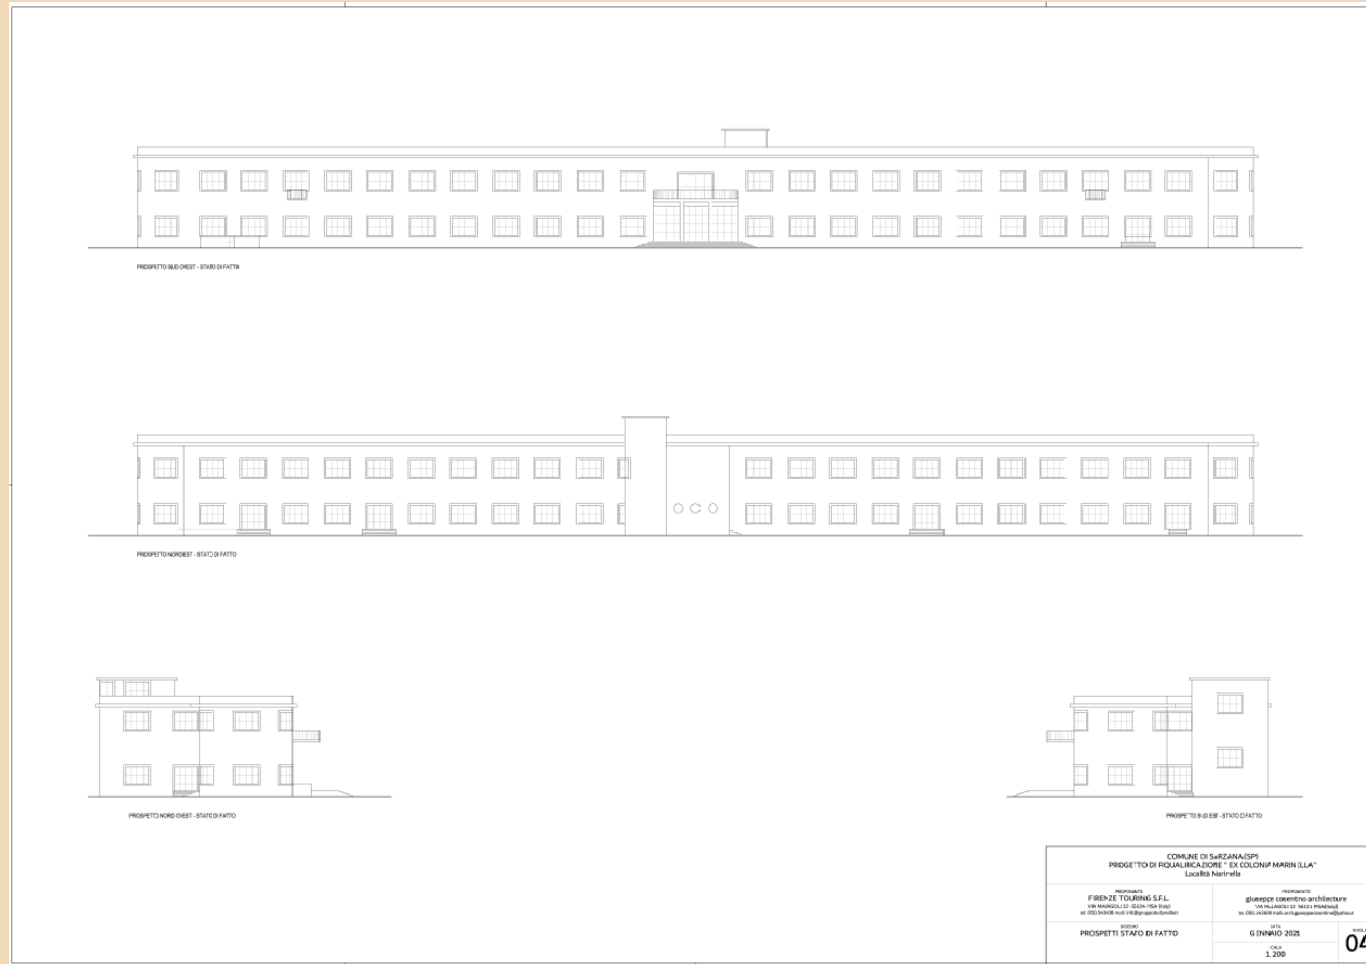 PROSPETTO SUD OVEST - STATO DI FATTO
PROSPETTO NORDEST - STATO DI FATTO
PROSPETTO NORD OVEST - STATO DI FATTO
PROSPETTO SUD EST - STATO DI FATTO
COMUNE DI SARZANA (SP)
PROGETTO DI RIQUALIFICAZIONE " EX COLONIA MARINELLA"
Località Marinella
PROPONENTE
FIRENZE TOURING S.R.L.
PROPONENTE
giuseppe cosentino architecture
DISEGNO
PROSPETTI STATO DI FATTO
DATA
GENNAIO 2021
SCALA
1:200
04